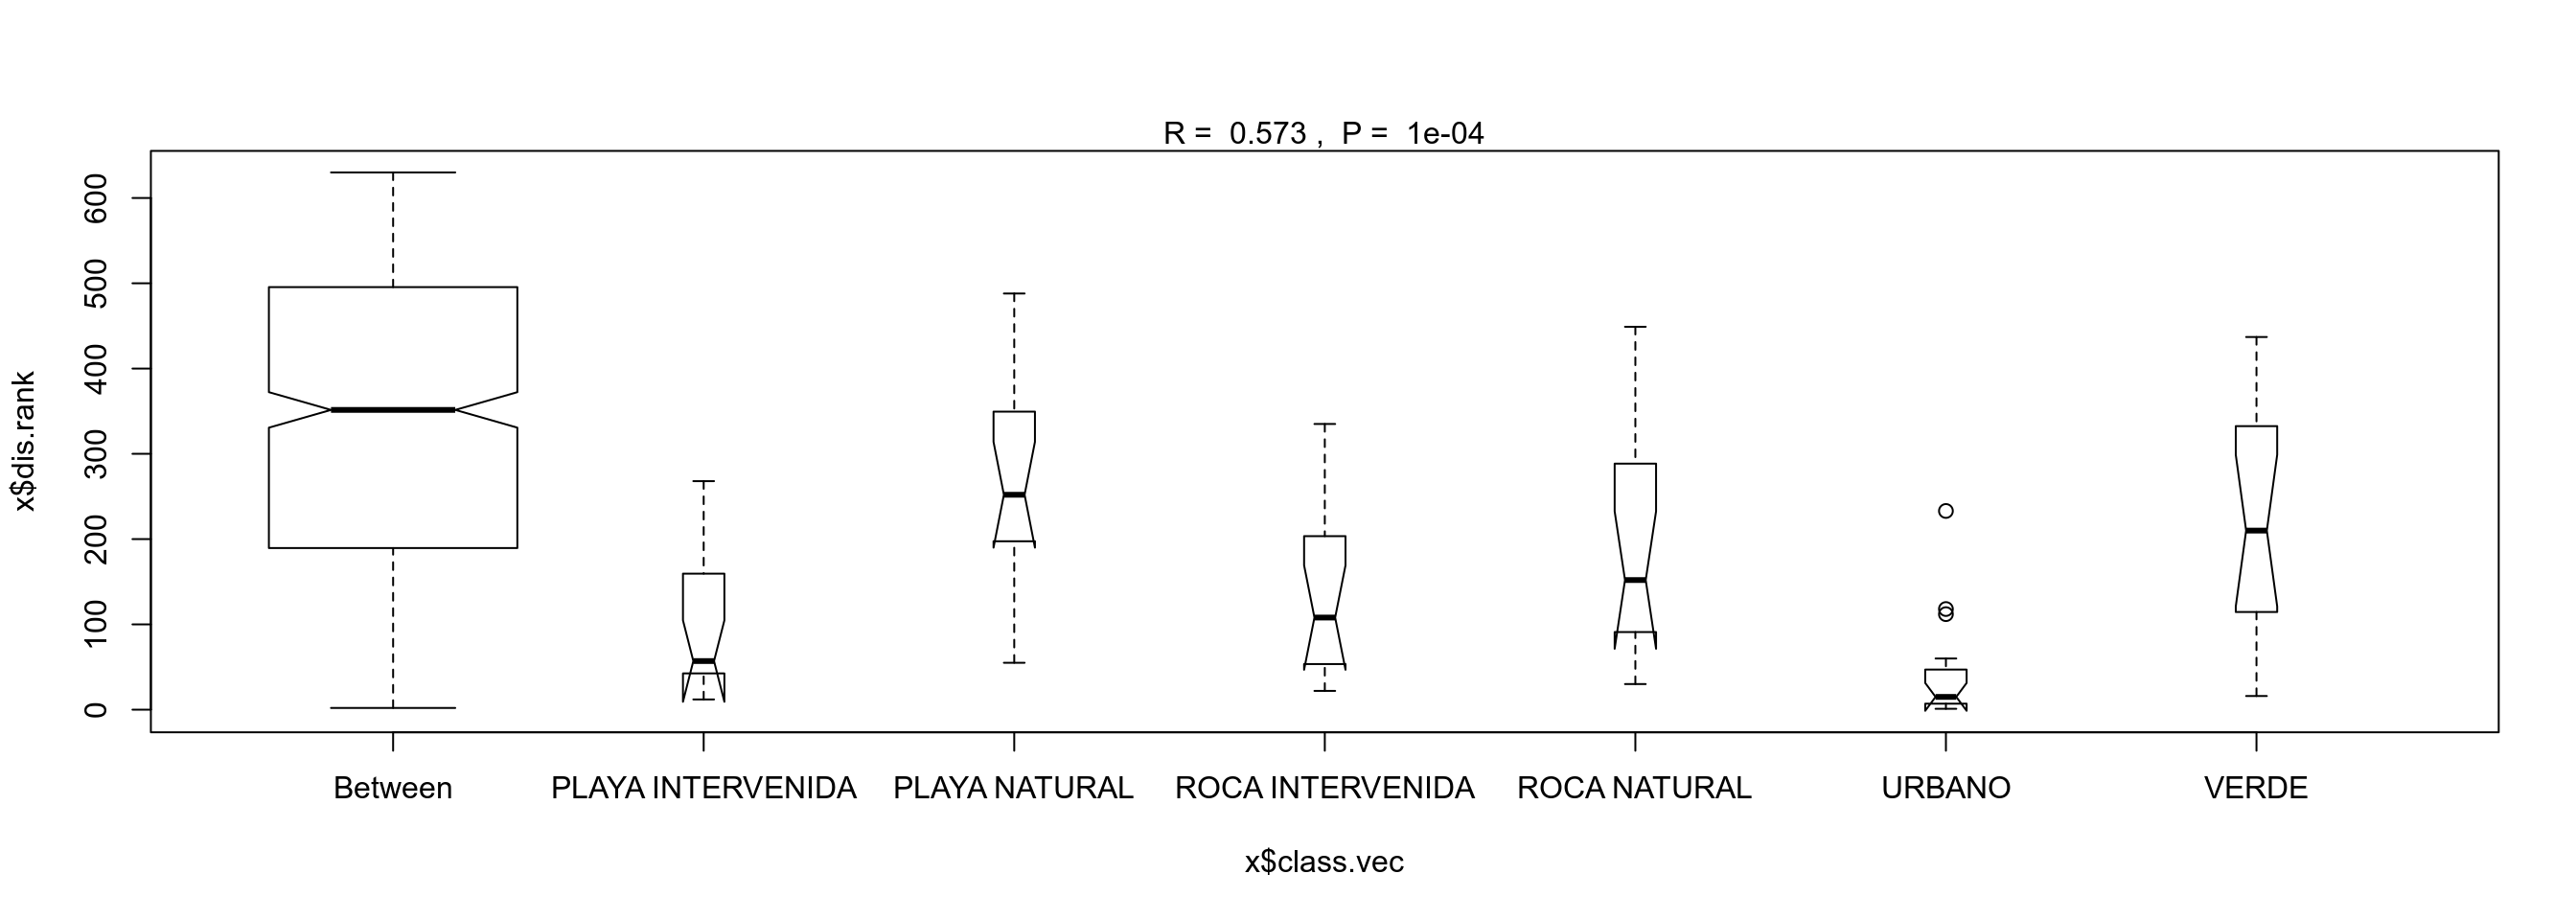 R =  0.573 ,  P =  1e-04
600
500
400
300
200
100
0
x$dis.rank
Between
PLAYA INTERVENIDA
PLAYA NATURAL
ROCA INTERVENIDA
ROCA NATURAL
URBANO
VERDE
x$class.vec